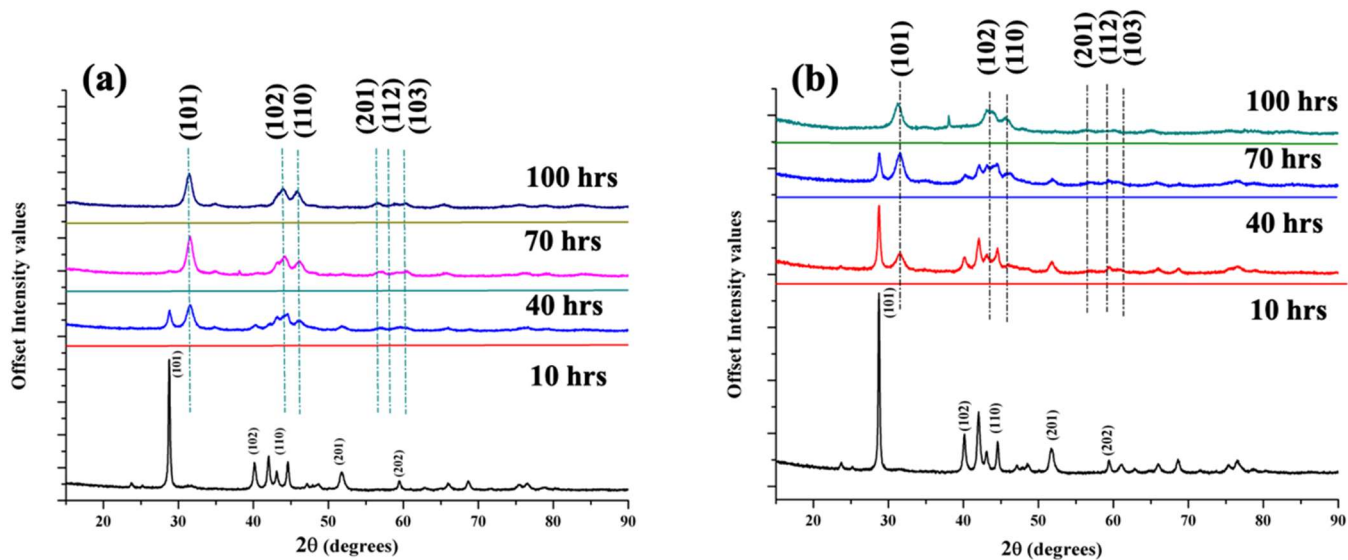 (a)
(101)
(102)
(110)
(201)
(112)
(103)
100 hrs
70 hrs
40 hrs
10 hrs
(101)
(102)
(110)
(201)
(202)
Offset Intensity values
20 30 40 50 60 70 80 90
2θ (degrees)
(b)
(101)
(102)
(110)
(201)
(112)
(103)
100 hrs
70 hrs
40 hrs
10 hrs
(101)
(102)
(110)
(201)
(202)
Offset Intensity values
20 30 40 50 60 70 80 90
2θ (degrees)